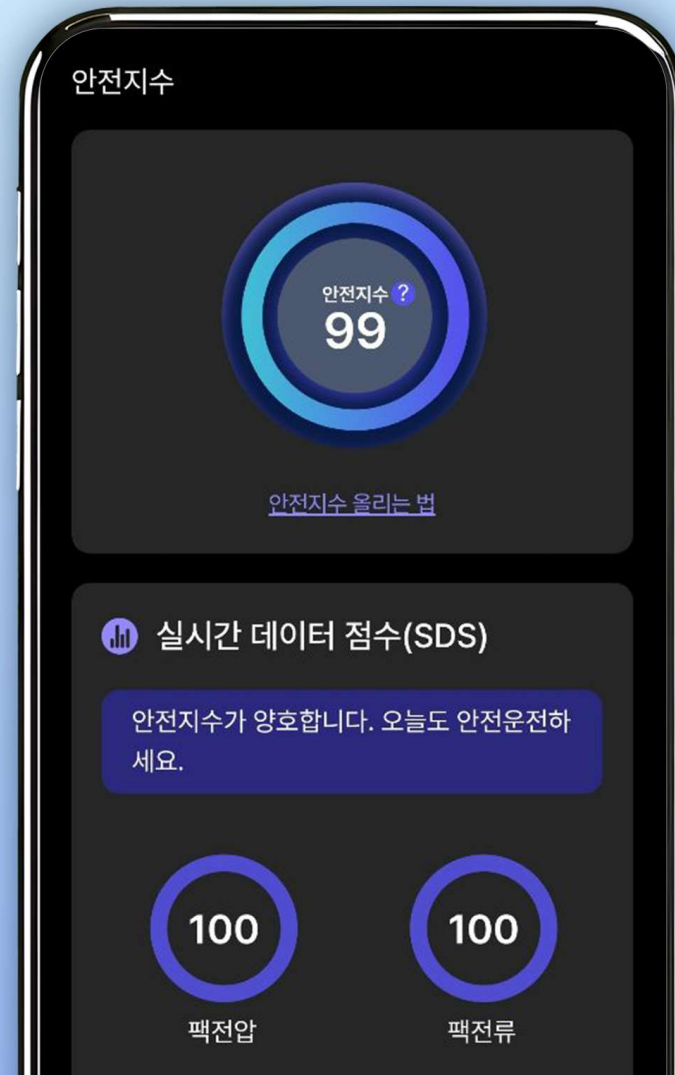 안전지수
안전지수 ?
99
안전지수 올리는 법
실시간 데이터 점수(SDS)
안전지수가 양호합니다. 오늘도 안전운전하
세요.
100 100
팩전압 팩전류